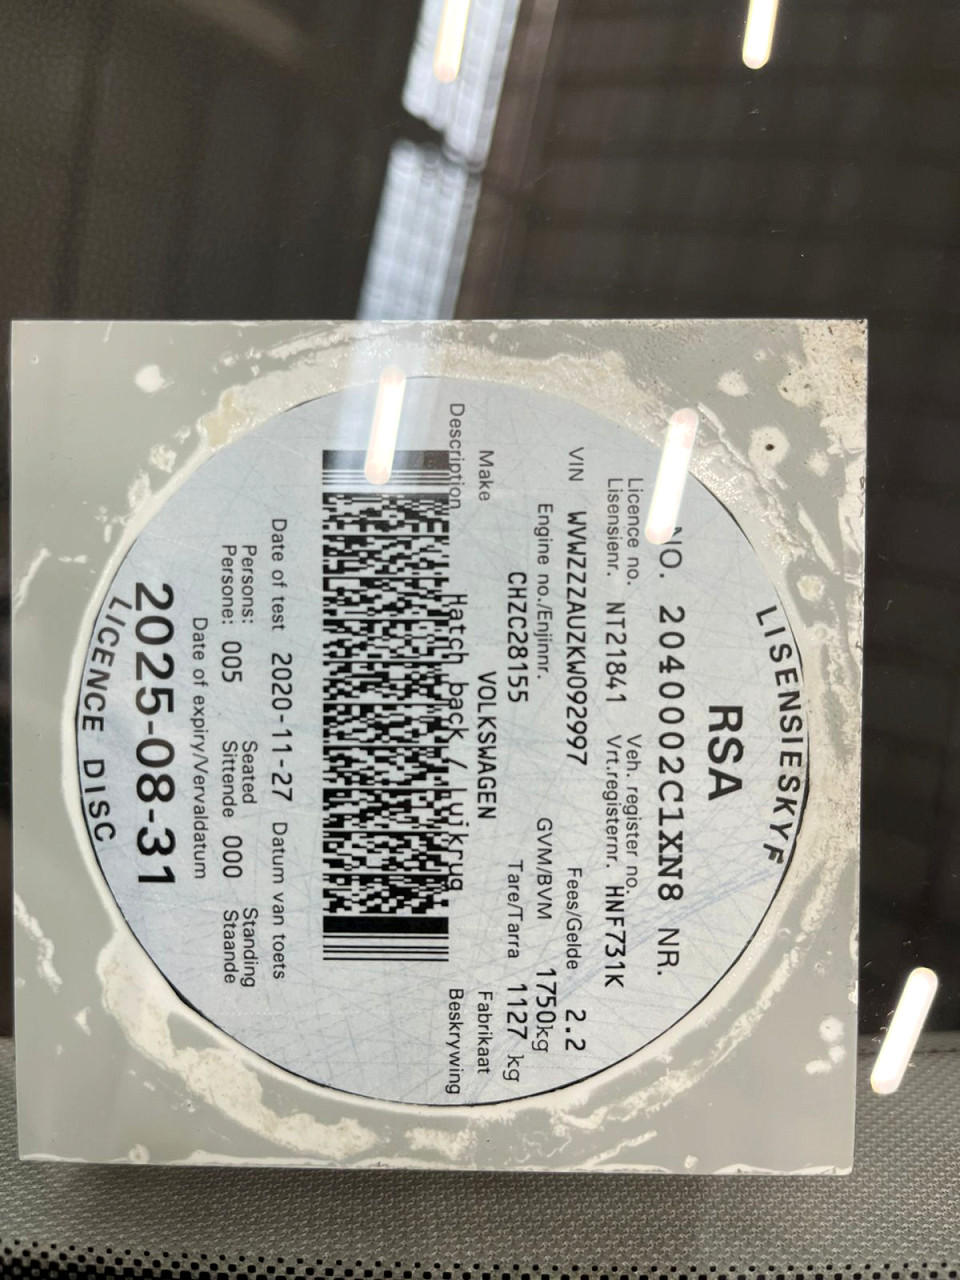 LISENSIESKYF
RSA
NO. 2040002C1XN8 NR.
Licence no. Veh. register no.
Lisensienr. NT21841 Vrt.registernr. HNF731K
VIN WVWZZZAUZKW092997 Fees/Gelde 2.2
Engine no./Enjinnr. GVM/BVM 1750kg
CHZC28155 Tare/Tarra 1127 kg
Make VOLKSWAGEN Fabrikaat
Description Hatch back / Luikrug Beskrywing
Date of test 2020-11-27 Datum van toets
Persons: Seated Standing
Persone: 005 Sittende 000 Staande
Date of expiry/Vervaldatum
2025-08-31
LICENCE DISC